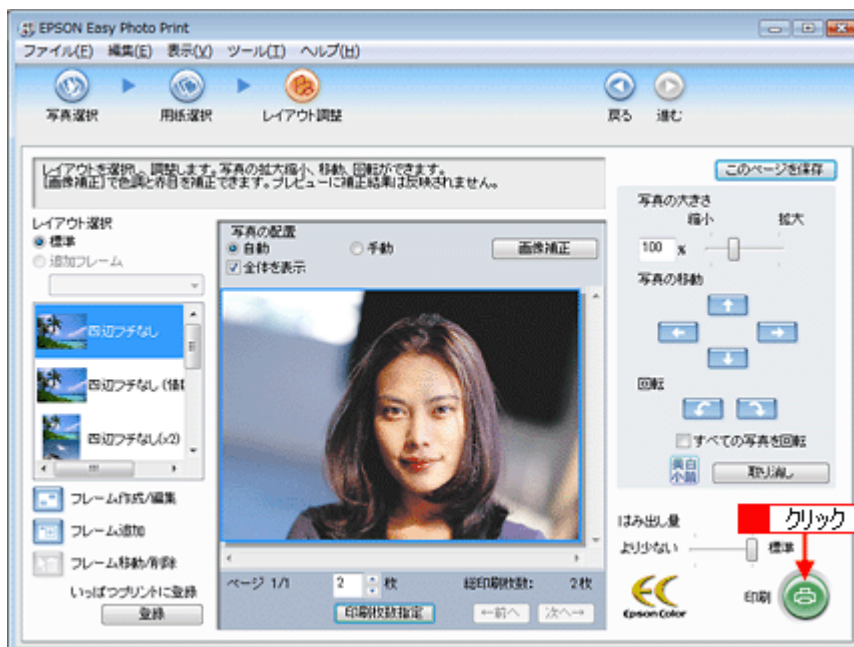 EPSON Easy Photo Print
ファイル(F) 編集(E) 表示(V) ツール(T) ヘルプ(H)
写真選択 用紙選択 レイアウト調整 戻る 進む
レイアウトを選択し、調整します。写真の拡大縮小、移動、回転ができます。
[画像補正]で色調と赤目を補正できます。プレビューに補正結果は反映されません。
このページを保存
レイアウト選択
標準
追加フレーム
四辺フチなし
四辺フチなし (情報
四辺フチなし(x2)
フレーム作成/編集
フレーム追加
フレーム移動/削除
いっぱつプリントに登録
登録
写真の配置
自動 手動 画像補正
全体を表示
ページ 1/1 2 枚 総印刷枚数: 2枚
印刷枚数指定 ←前へ 次へ→
写真の大きさ
縮小 拡大
100 %
写真の移動
回転
すべての写真を回転
美白
小顔
取り消し
はみ出し量
クリック
より少ない 標準
Epson Color
印刷